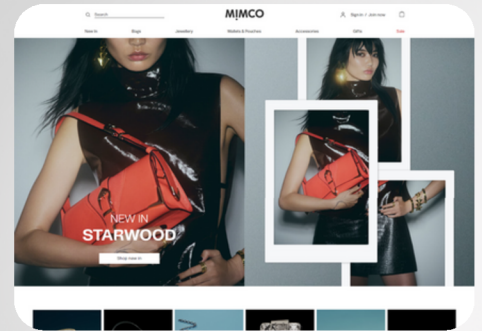 Search
MIMCO
Sign in / Join now
New In
Bags
Jewellery
Wallets & Pouches
Accessories
Gifts
Sale
NEW IN
STARWOOD
Shop new in